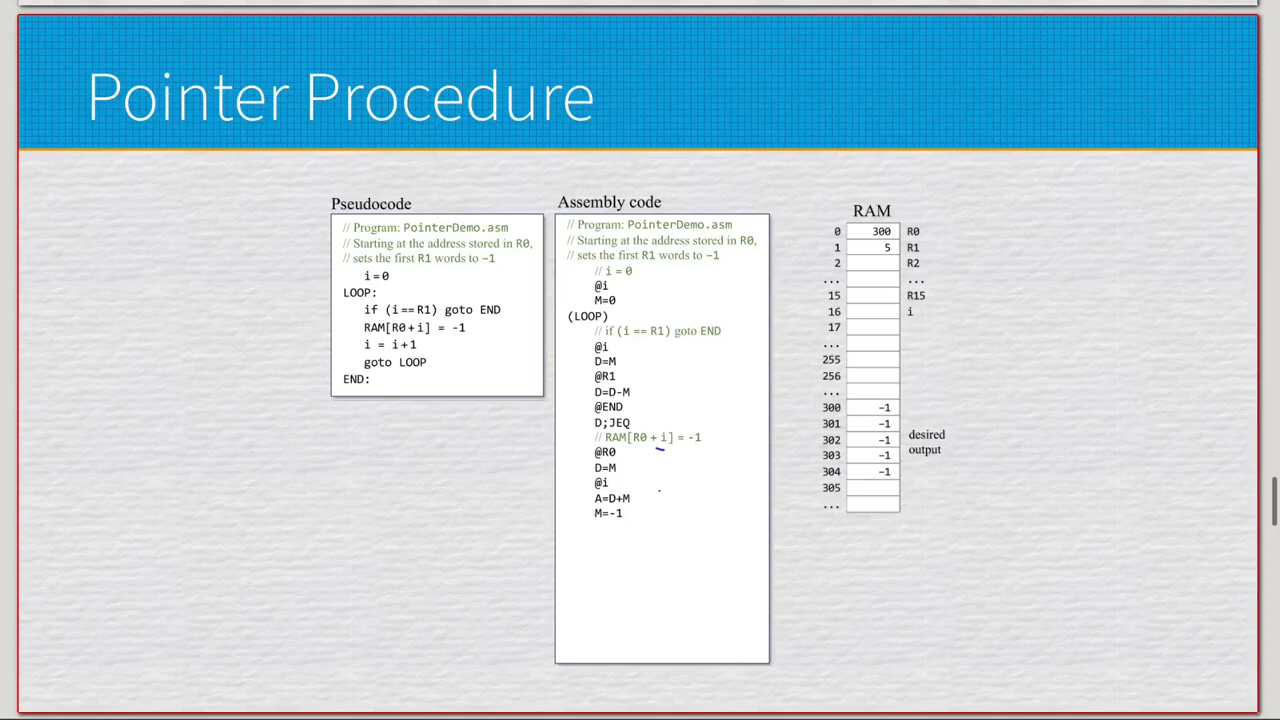 Pointer Procedure
Pseudocode
// Program: PointerDemo.asm
// Starting at the address stored in R0,
// sets the first R1 words to -1
i = 0
LOOP:
if (i == R1) goto END
RAM[R0 + i] = -1
i = i+1
goto LOOP
END:
Assembly code
// Program: PointerDemo.asm
// Starting at the address stored in R0,
// sets the first R1 words to -1
// i = 0
@i
M=0
(LOOP)
// if (i == R1) goto END
@i
D=M
@R1
D=D-M
@END
D;JEQ
// RAM[R0 + i] = -1
@R0
D=M
@i
A=D+M
M=-1
RAM
0 300 R0
1 5 R1
2 R2
... ...
15 R15
16 i
17
...
255
256
...
300 -1
301 -1
302 -1
303 -1
304 -1
305
...
desired
output